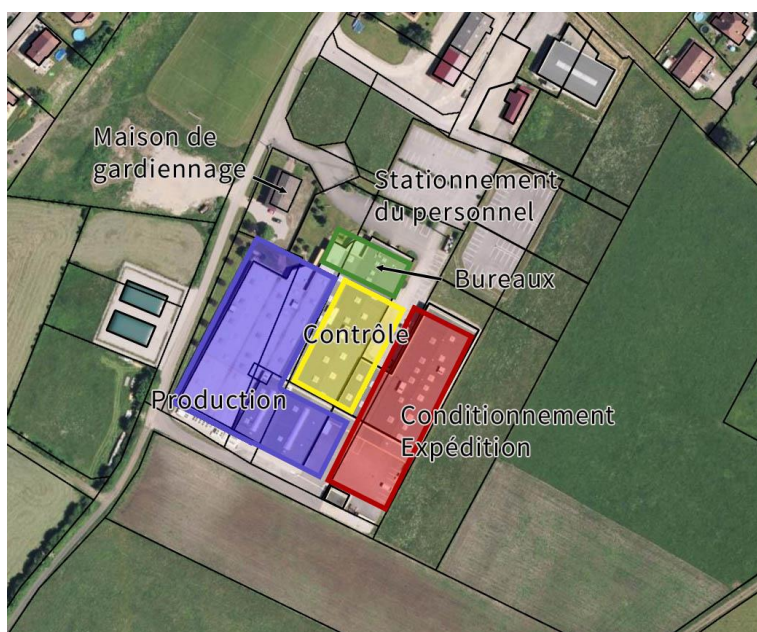 Maison de
gardiennage
Stationnement
du personnel
Bureaux
Contrôle
Production
Conditionnement
Expédition